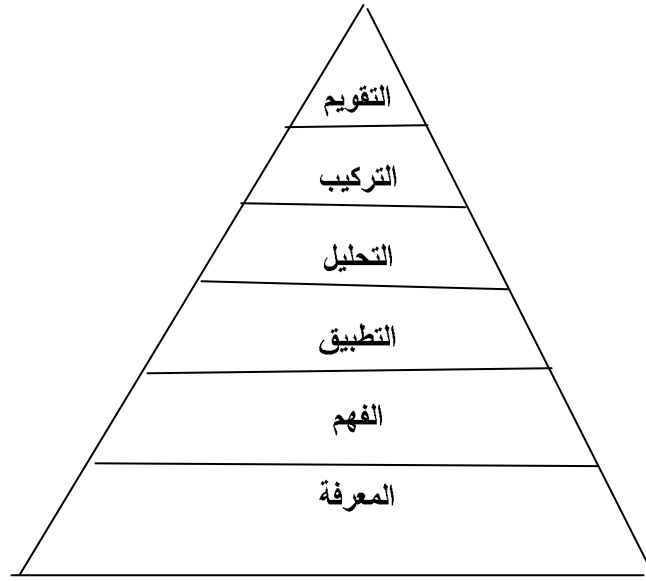 التقويم
التركيب
التحليل
التطبيق
الفهم
المعرفة